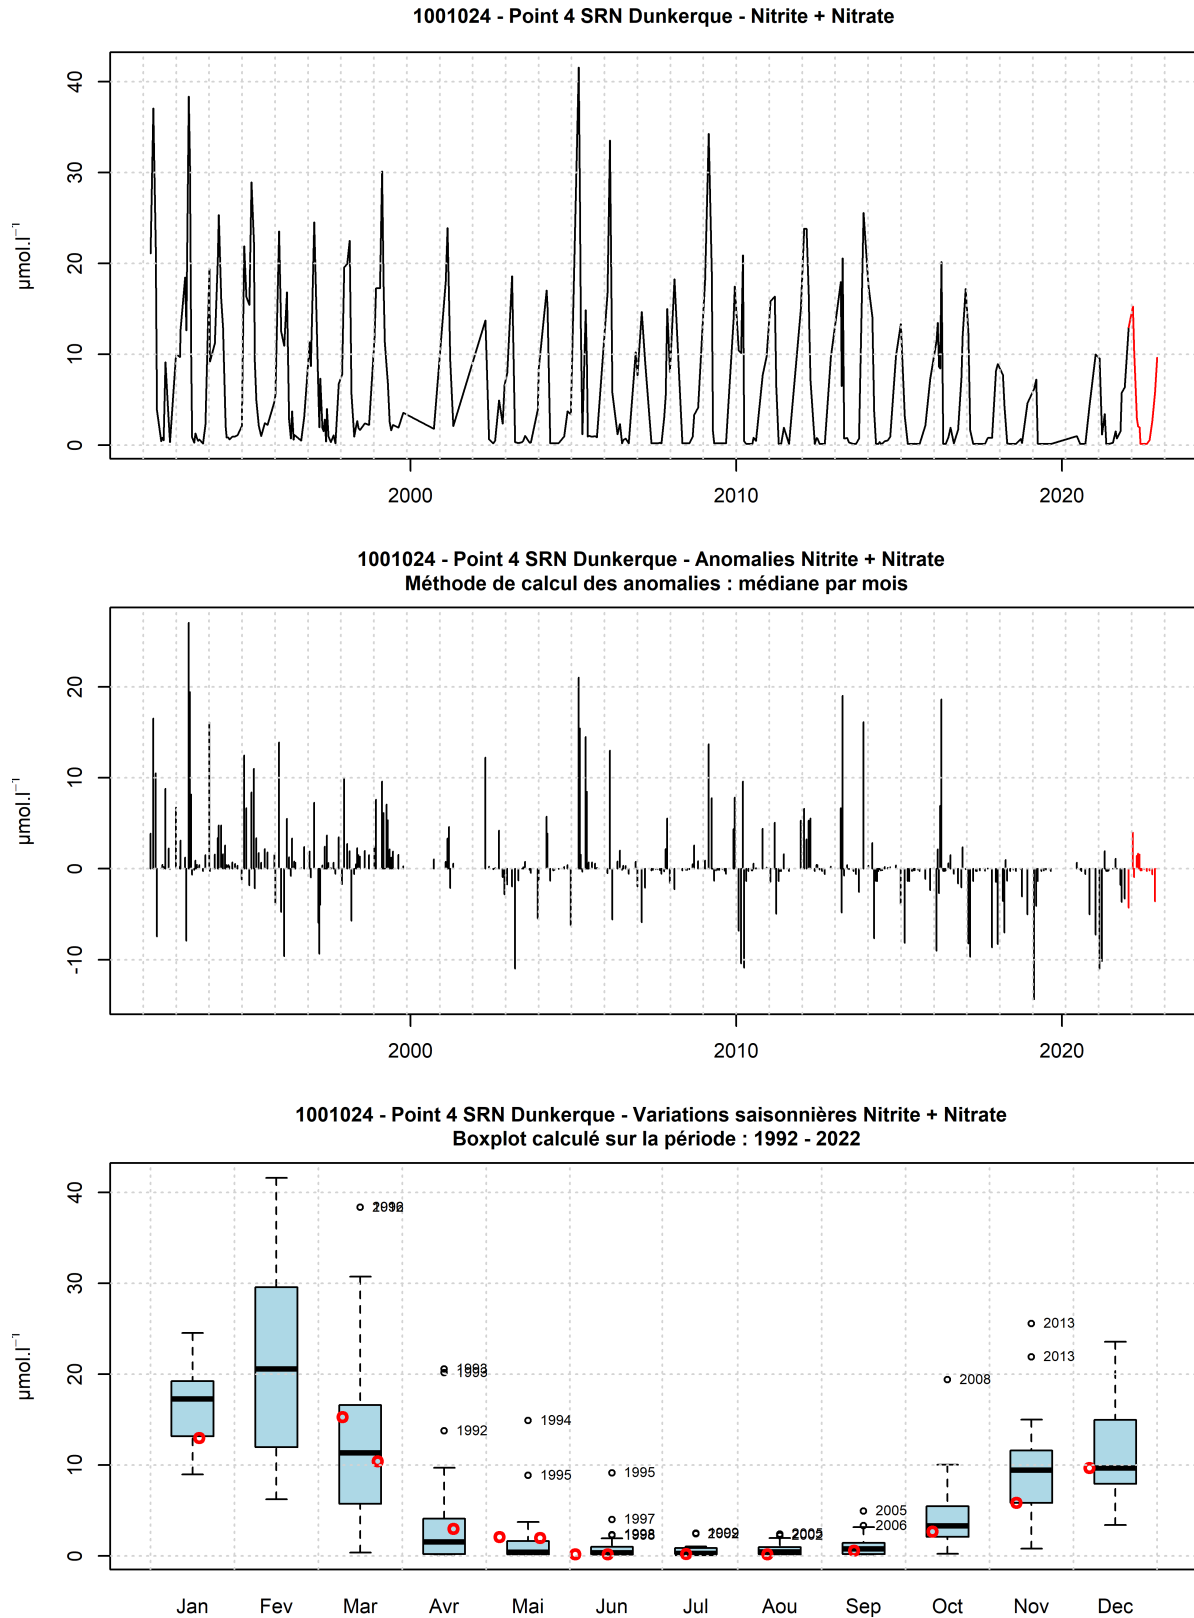 1001024 - Point 4 SRN Dunkerque - Nitrite + Nitrate
40
30
20
10
0
µmol.l⁻¹
2000 2010 2020
1001024 - Point 4 SRN Dunkerque - Anomalies Nitrite + Nitrate
Méthode de calcul des anomalies : médiane par mois
20
10
0
-10
µmol.l⁻¹
2000 2010 2020
1001024 - Point 4 SRN Dunkerque - Variations saisonnières Nitrite + Nitrate
Boxplot calculé sur la période : 1992 - 2022
40
30
20
10
0
µmol.l⁻¹
1993
1992
1994
1995
1995
1997
1998
2005
2002
2005
2006
2008
2013
2013
Jan Fev Mar Avr Mai Jun Jul Aou Sep Oct Nov Dec